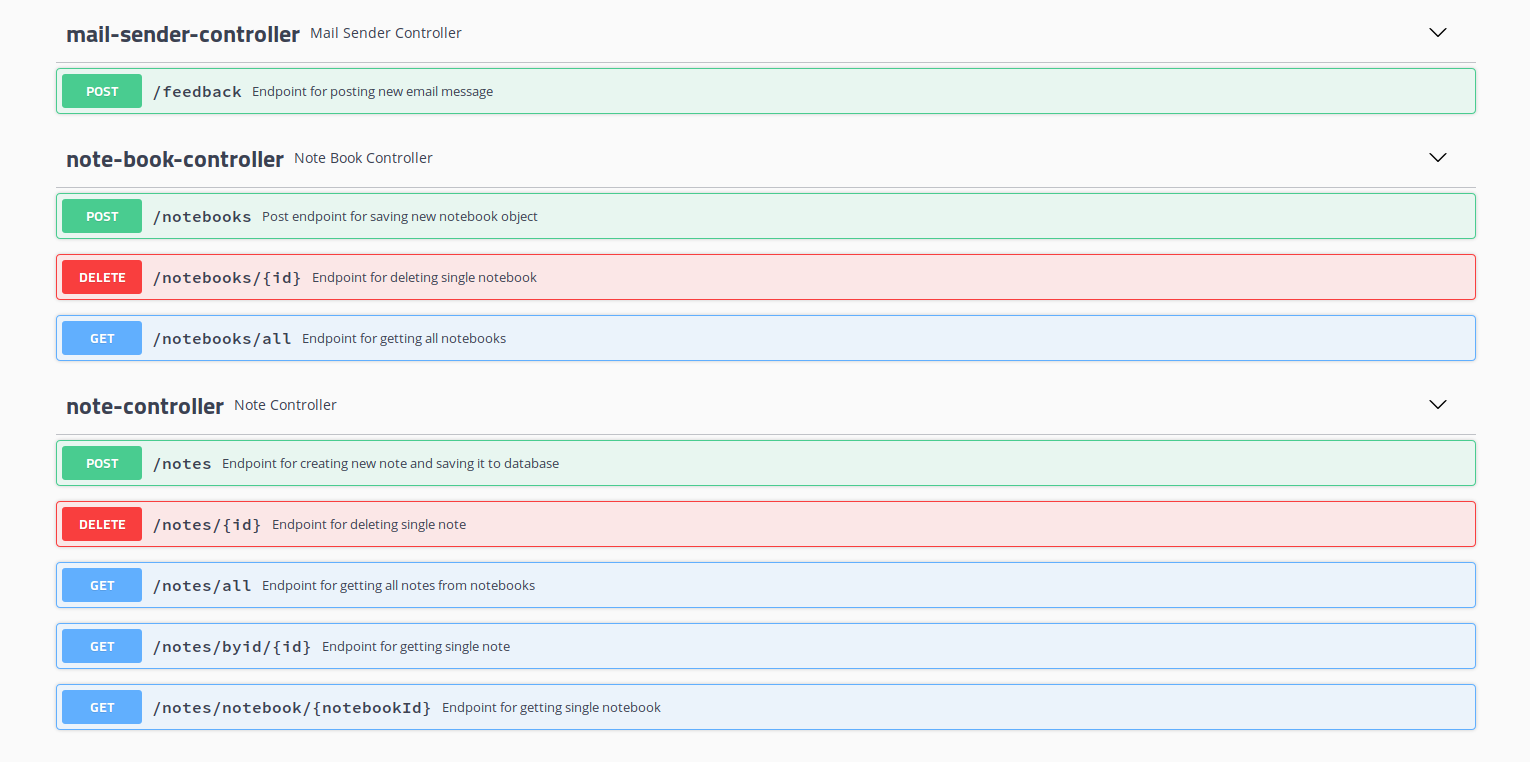 mail-sender-controller Mail Sender Controller
POST /feedback Endpoint for posting new email message
note-book-controller Note Book Controller
POST /notebooks Post endpoint for saving new notebook object
DELETE /notebooks/{id} Endpoint for deleting single notebook
GET /notebooks/all Endpoint for getting all notebooks
note-controller Note Controller
POST /notes Endpoint for creating new note and saving it to database
DELETE /notes/{id} Endpoint for deleting single note
GET /notes/all Endpoint for getting all notes from notebooks
GET /notes/byid/{id} Endpoint for getting single note
GET /notes/notebook/{notebookId} Endpoint for getting single notebook